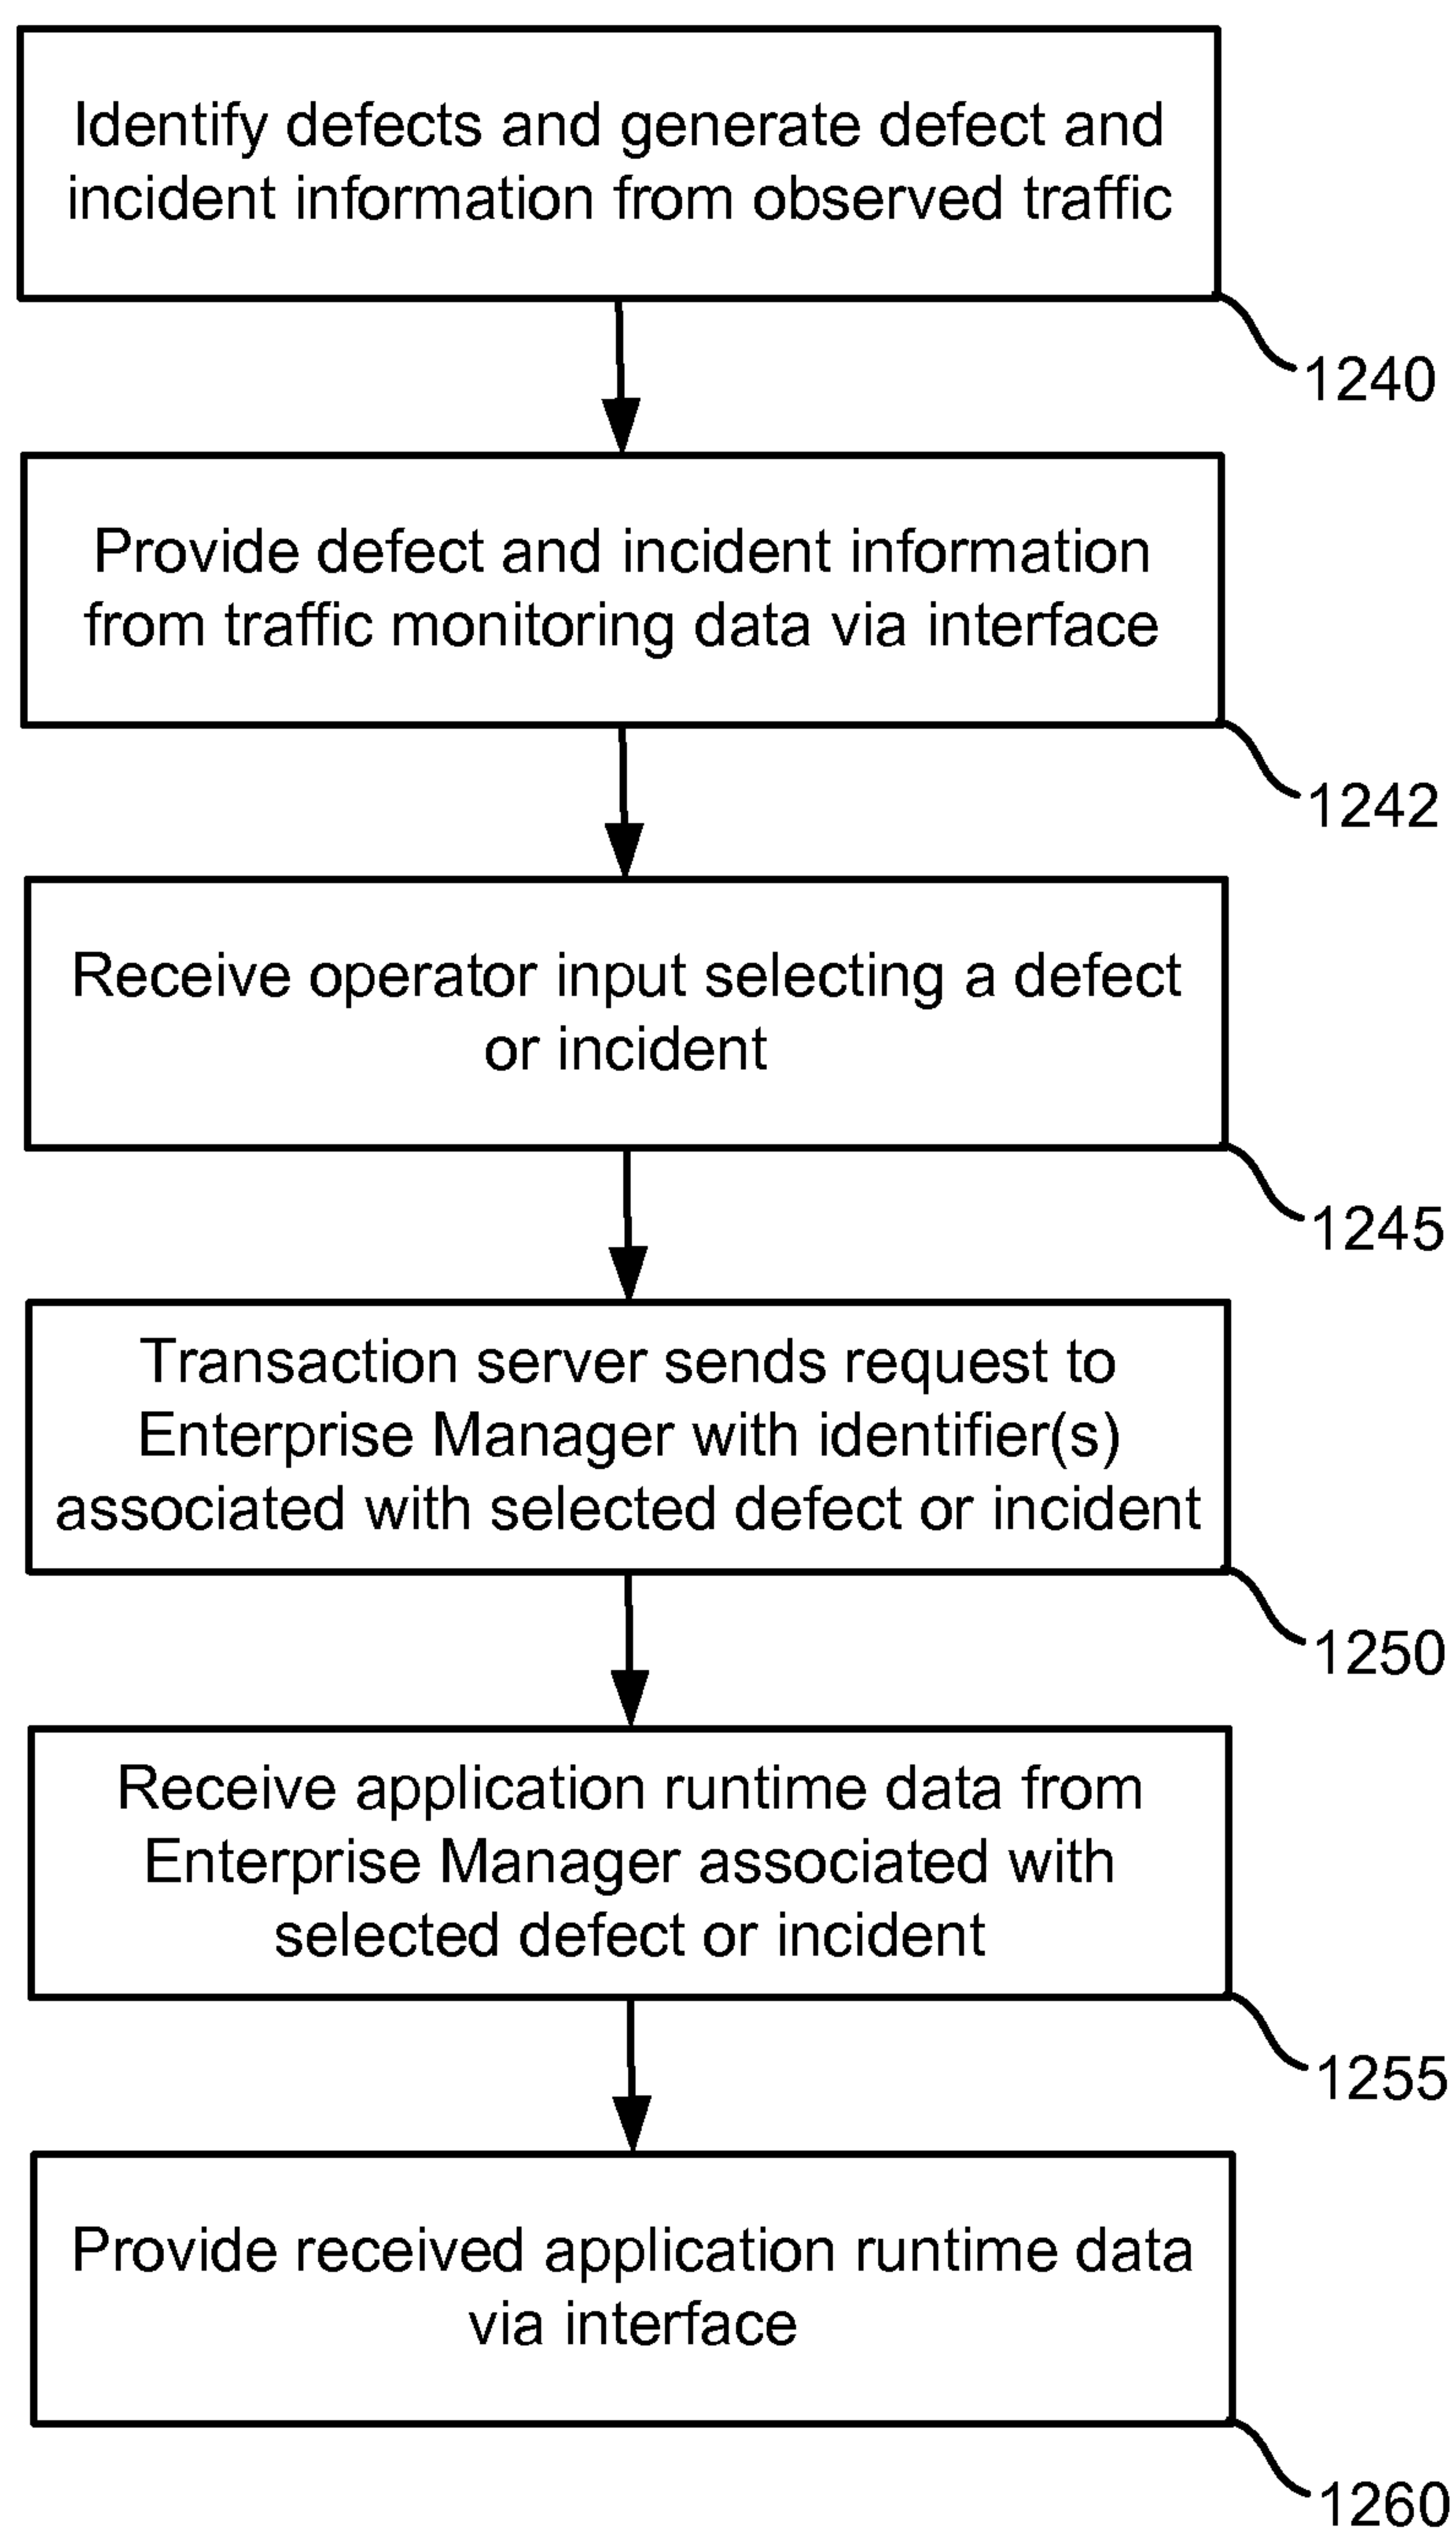 Identify defects and generate defect and
incident information from observed traffic
1240
Provide defect and incident information
from traffic monitoring data via interface
1242
Receive operator input selecting a defect
or incident
1245
Transaction server sends request to
Enterprise Manager with identifier(s)
associated with selected defect or incident
1250
Receive application runtime data from
Enterprise Manager associated with
selected defect or incident
1255
Provide received application runtime data
via interface
1260